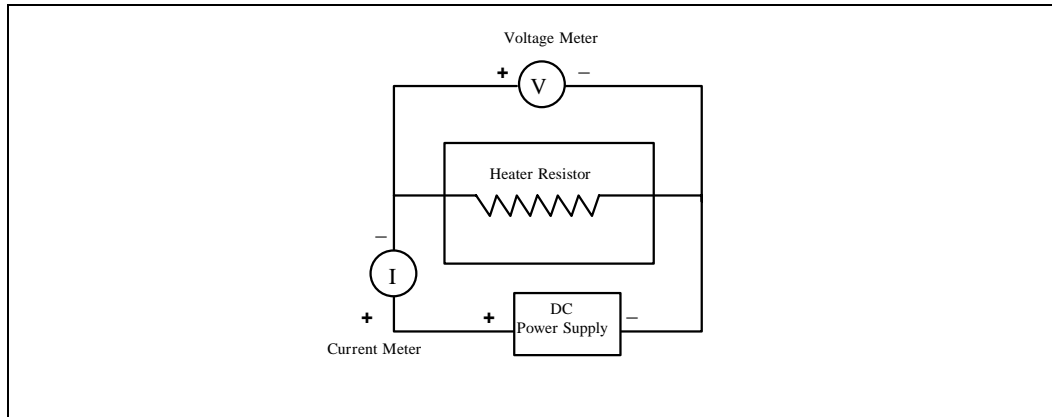 Voltage Meter
+ –
V
Heater Resistor
–
I
+
Current Meter
+ –
DC
Power Supply